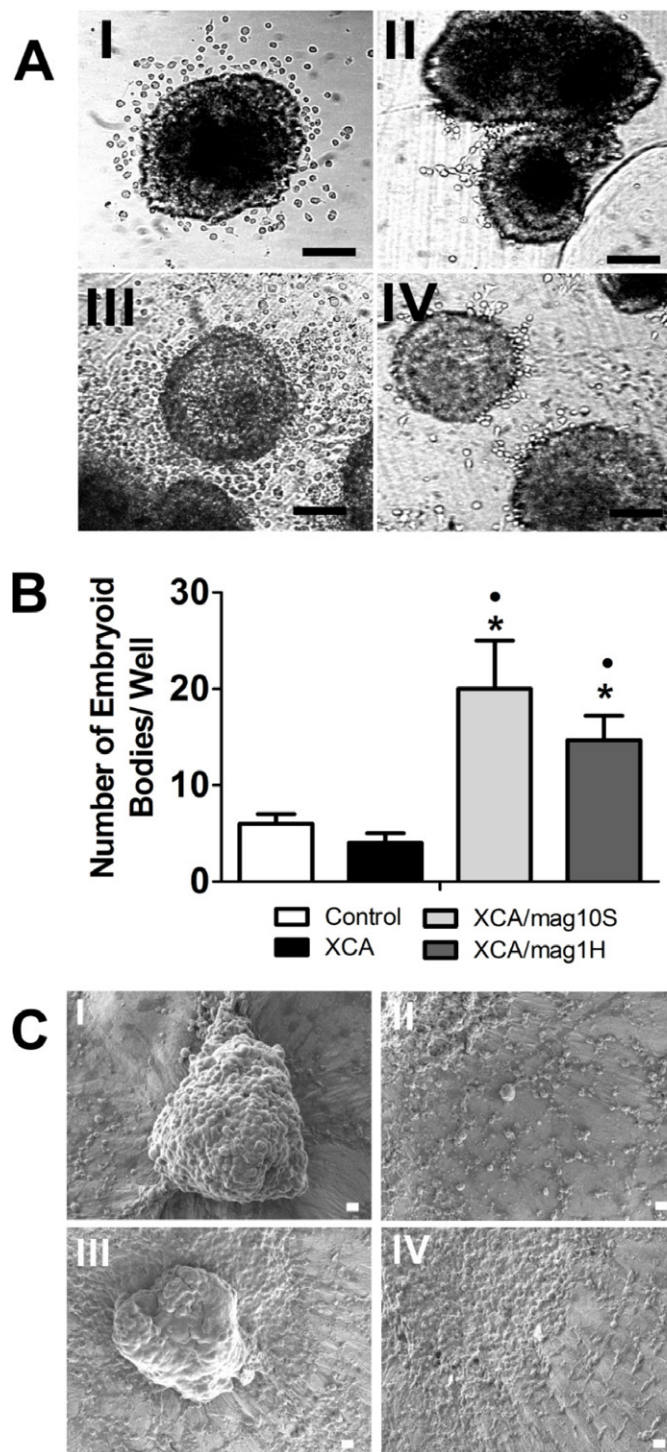 A
I
II
III
IV
B
Number of Embryoid
Bodies/ Well
30
20
10
0
•
*
•
*
Control
XCA/mag10S
XCA
XCA/mag1H
C
I
II
III
IV